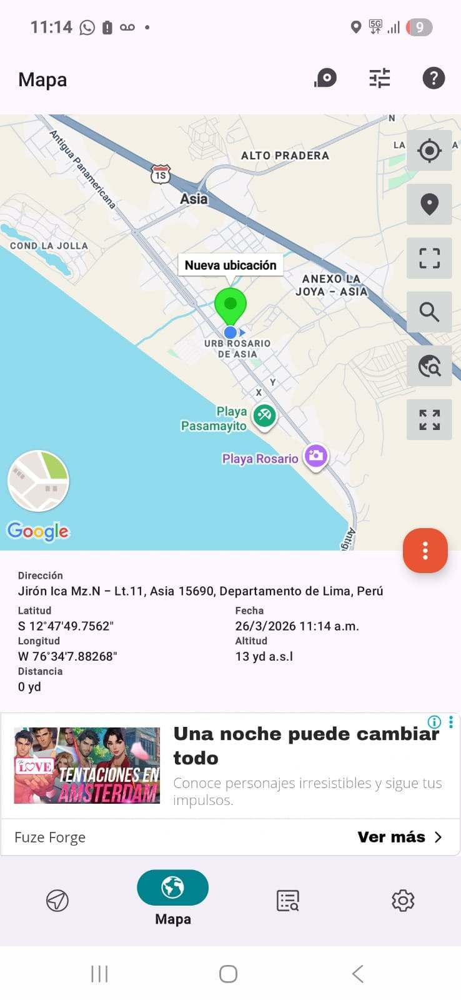 11:14
5G
9
Mapa
N
LA
A
ALTO PRADERA
Antigua Panamericana
1S
Asia
COND LA JOLLA
Nueva ubicación
ANEXO LA
JOYA – ASIA
URB ROSARIO
DE ASIA
Y
X
Playa
Pasamayito
Playa Rosario
Google
Antig
Dirección
Jirón Ica Mz.N – Lt.11, Asia 15690, Departamento de Lima, Perú
Latitud
Fecha
S 12°47'49.7562"
26/3/2026 11:14 a.m.
Longitud
Altitud
W 76°34'7.88268"
13 yd a.s.l
Distancia
0 yd
Una noche puede cambiar
todo
LOVE
TENTACIONES EN
AMSTERDAM
Conoce personajes irresistibles y sigue tus
impulsos.
Fuze Forge
Ver más
Mapa